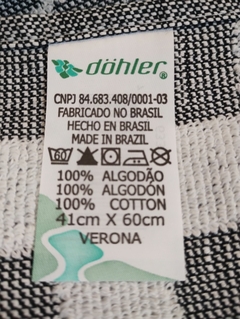 döhler®
CNPJ 84.683.408/0001-03
FABRICADO NO BRASIL
HECHO EN BRASIL
MADE IN BRAZIL
60
100% ALGODÃO
100% ALGODÓN
100% COTTON
41cm X 60cm
VERONA